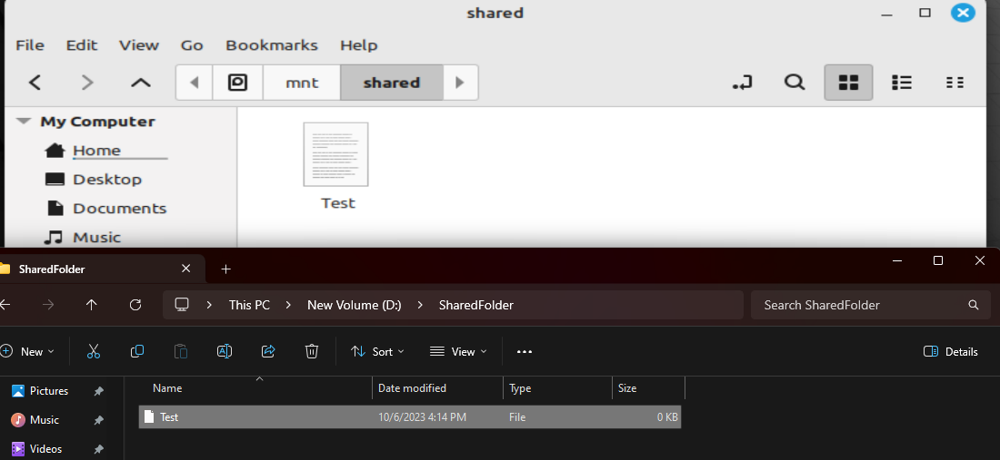 shared
File Edit View Go Bookmarks Help
mnt shared
My Computer
Home
Desktop
Documents
Music
Test
SharedFolder
This PC New Volume (D:) SharedFolder Search SharedFolder
New Sort View Details
Pictures
Music
Videos
Name Date modified Type Size
Test 10/6/2023 4:14 PM File 0 KB